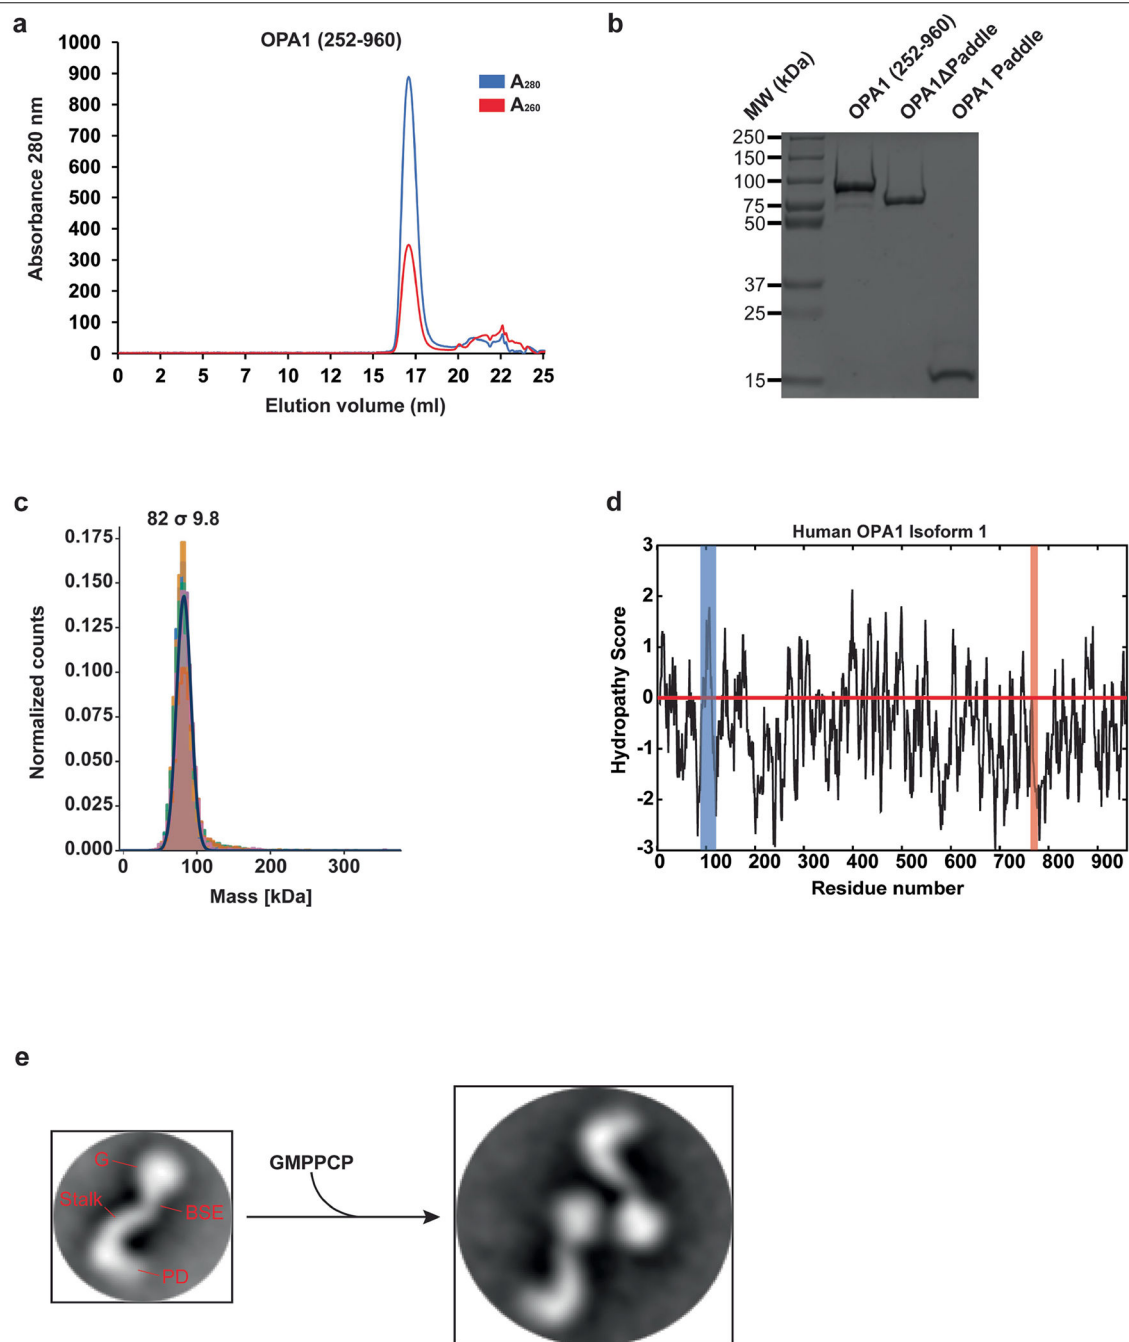 a
OPA1 (252-960)
A280
A260
Absorbance 280 nm
1000
900
800
700
600
500
400
300
200
100
0
0 2 5 7 10 12 15 17 20 22 25
Elution volume (ml)
b
MW (kDa)
OPA1 (252-960)
OPA1ΔPaddle
OPA1 Paddle
250
150
100
75
50
37
25
15
c
82 σ 9.8
Normalized counts
0.175
0.150
0.125
0.100
0.075
0.050
0.025
0.000
0 100 200 300
Mass [kDa]
d
Human OPA1 Isoform 1
Hydropathy Score
3
2
1
0
-1
-2
-3
0 100 200 300 400 500 600 700 800 900
Residue number
e
G
Stalk
BSE
PD
GMPPCP